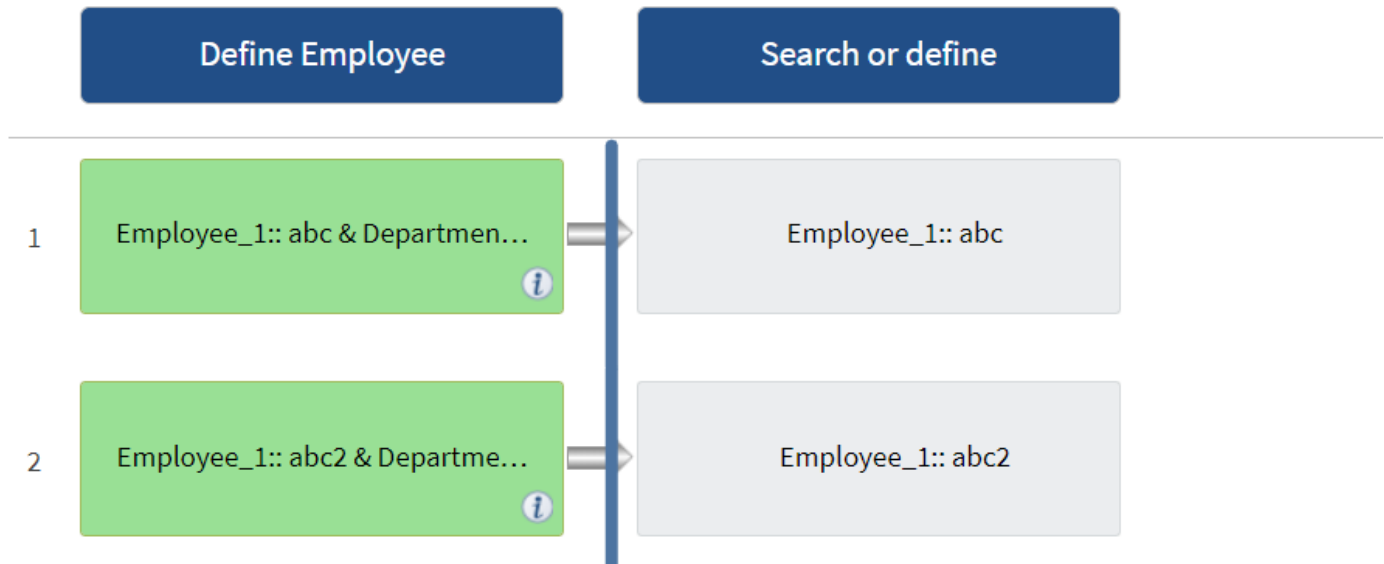 Define Employee
Search or define
1
Employee_1:: abc & Departmen...
Employee_1:: abc
i
2
Employee_1:: abc2 & Departme...
Employee_1:: abc2
i